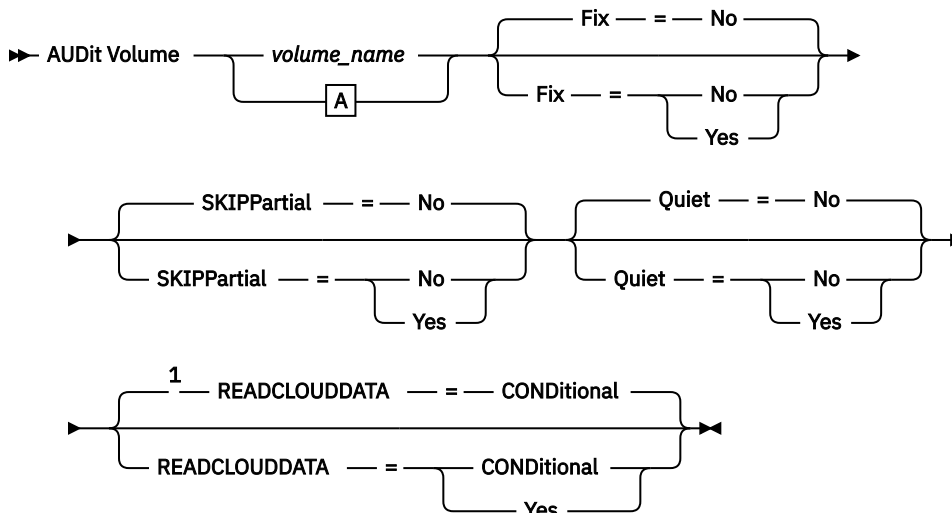 Fix = No
AUDit Volume volume_name
A
Fix = No
Yes
SKIPPartial = No
Quiet = No
SKIPPartial = No
Quiet = No
Yes
Yes
1
READCLOUDDATA = CONDitional
READCLOUDDATA = CONDitional
Yes